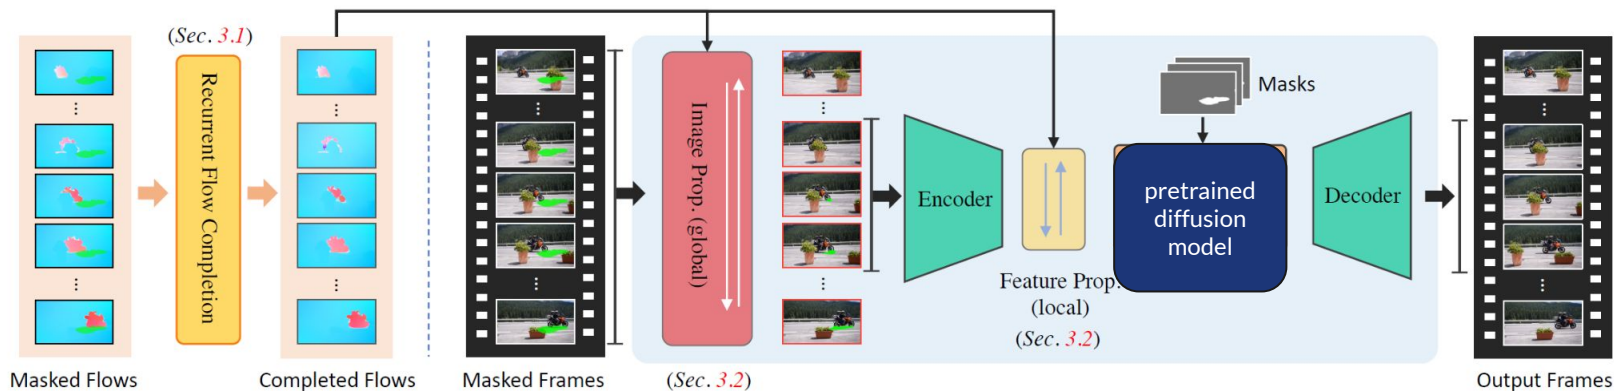 (Sec. 3.1)
Recurrent Flow Completion
Masked Flows
Completed Flows
Masked Frames
Image Prop. (global)
(Sec. 3.2)
Encoder
Feature Prop.
(local)
(Sec. 3.2)
Masks
pretrained
diffusion
model
Decoder
Output Frames